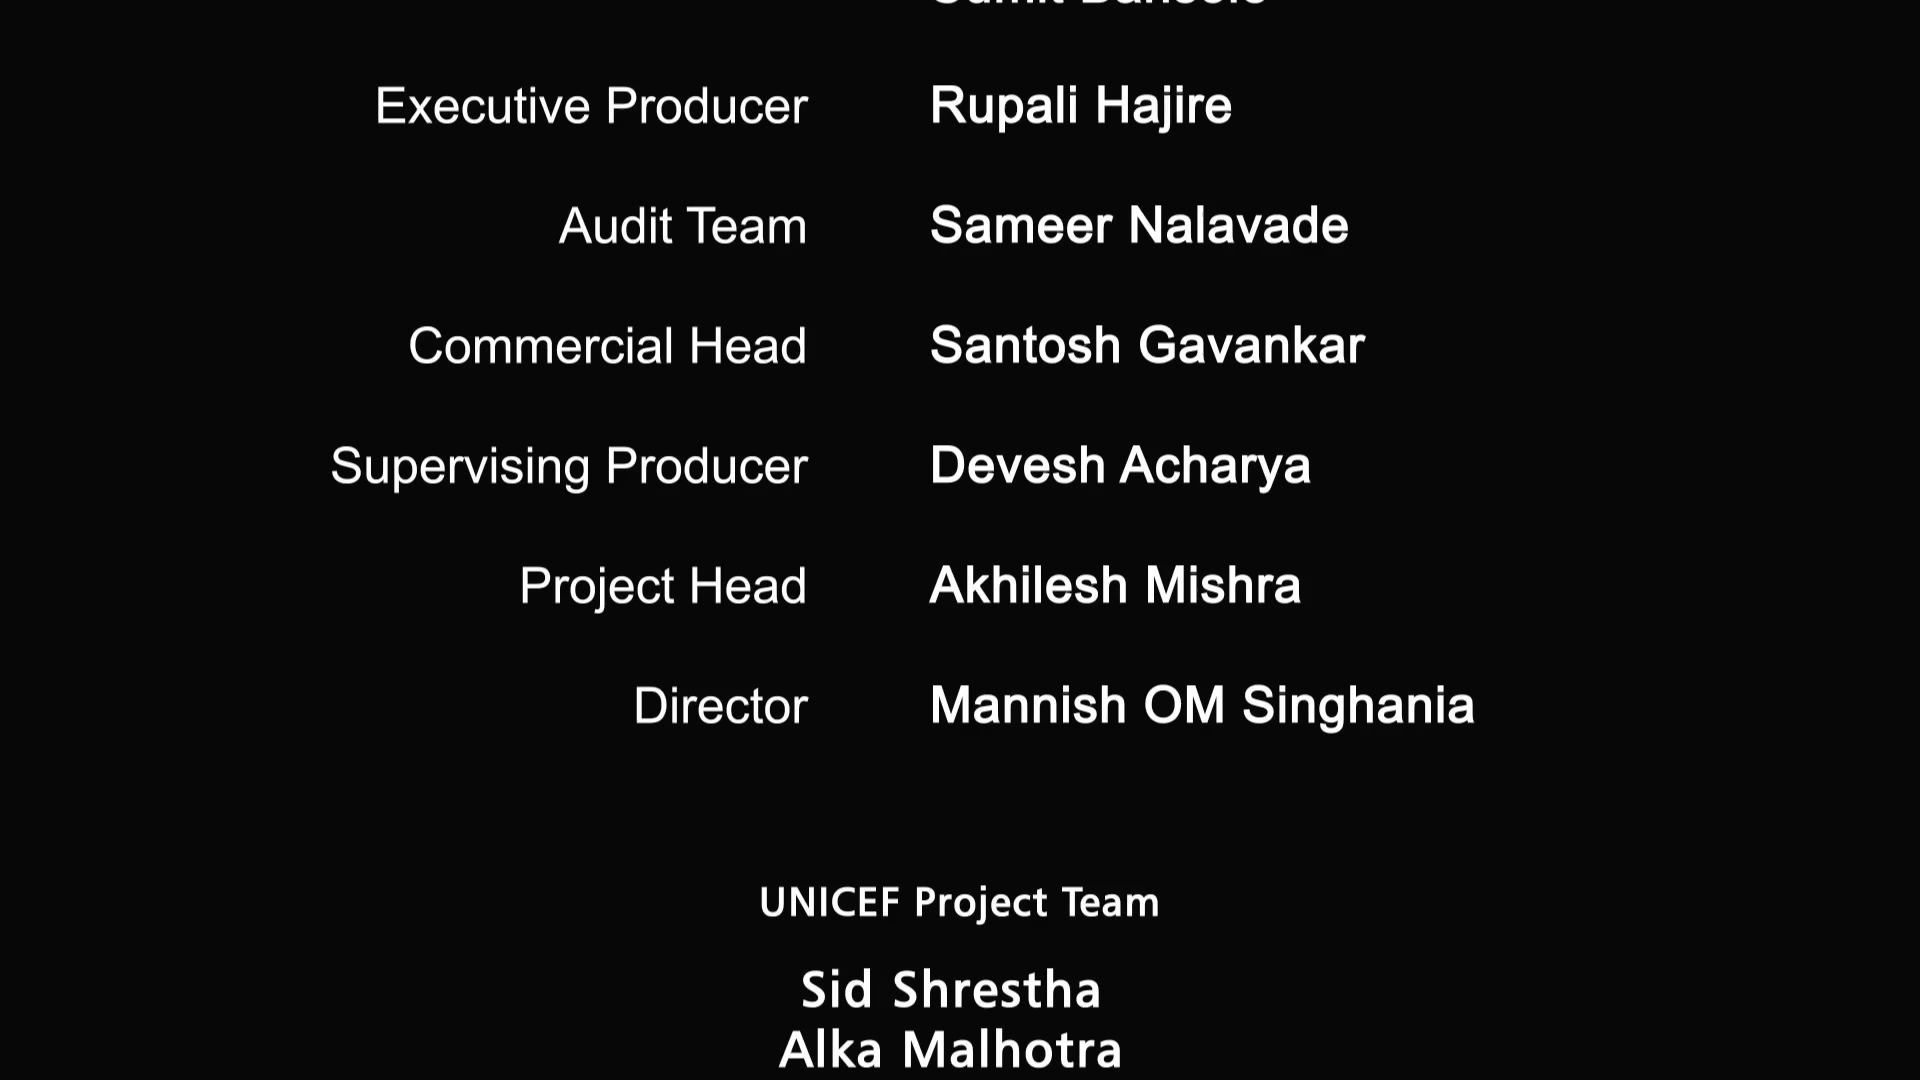 Executive Producer Rupali Hajire
Audit Team Sameer Nalavade
Commercial Head Santosh Gavankar
Supervising Producer Devesh Acharya
Project Head Akhilesh Mishra
Director Mannish OM Singhania
UNICEF Project Team
Sid Shrestha
Alka Malhotra